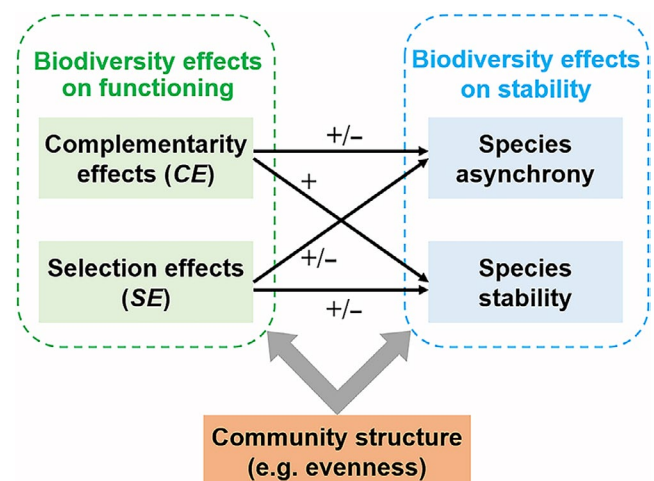 Biodiversity effects
on functioning
Biodiversity effects
on stability
Complementarity
effects (CE)
+/–
Species
asynchrony
+
Selection effects
(SE)
+/–
+/–
Species
stability
Community structure
(e.g. evenness)